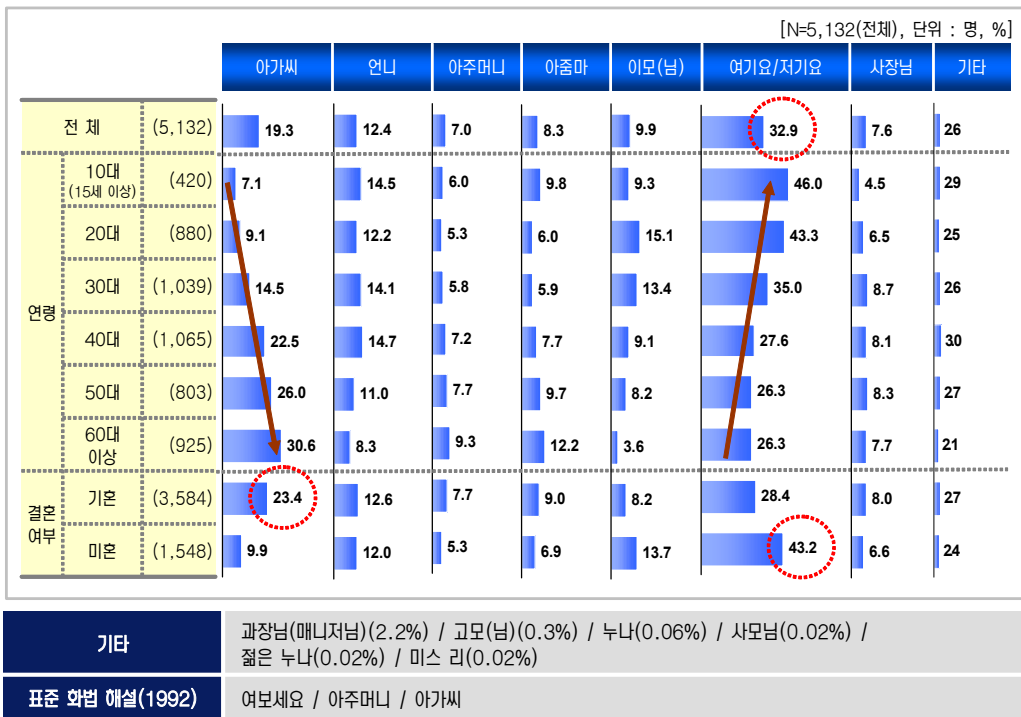 [N=5,132(전체), 단위 : 명, %]
아가씨 언니 아주머니 아줌마 이모(님) 여기요/저기요 사장님 기타
전 체 (5,132) 19.3 12.4 7.0 8.3 9.9 32.9 7.6 26
연령
10대 (15세 이상) (420) 7.1 14.5 6.0 9.8 9.3 46.0 4.5 29
20대 (880) 9.1 12.2 5.3 6.0 15.1 43.3 6.5 25
30대 (1,039) 14.5 14.1 5.8 5.9 13.4 35.0 8.7 26
40대 (1,065) 22.5 14.7 7.2 7.7 9.1 27.6 8.1 30
50대 (803) 26.0 11.0 7.7 9.7 8.2 26.3 8.3 27
60대 이상 (925) 30.6 8.3 9.3 12.2 3.6 26.3 7.7 21
결혼 여부
기혼 (3,584) 23.4 12.6 7.7 9.0 8.2 28.4 8.0 27
미혼 (1,548) 9.9 12.0 5.3 6.9 13.7 43.2 6.6 24
기타 과장님(매니저님)(2.2%) / 고모(님)(0.3%) / 누나(0.06%) / 사모님(0.02%) /
젊은 누나(0.02%) / 미스 리(0.02%)
표준 화법 해설(1992) 여보세요 / 아주머니 / 아가씨